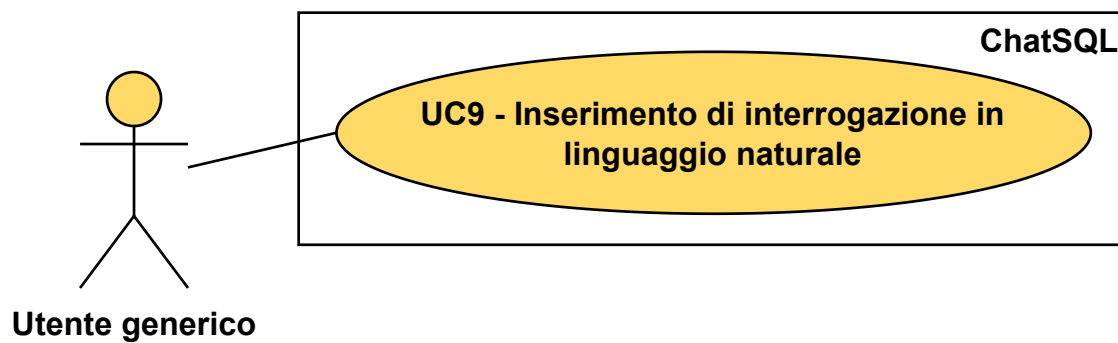 ChatSQL
UC9 - Inserimento di interrogazione in
linguaggio naturale
Utente generico